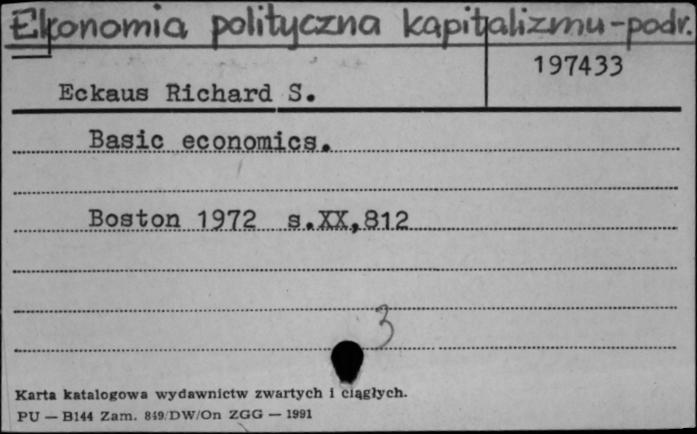 Ekonomia polityczna kapitalizmu-podr.
197433
Eckaus Richard S.
Basic economics.
Boston 1972 s.XX,812
3
Karta katalogowa wydawnictw zwartych i ciągłych.
PU — B144 Zam. 849/DW/On ZGG — 1991